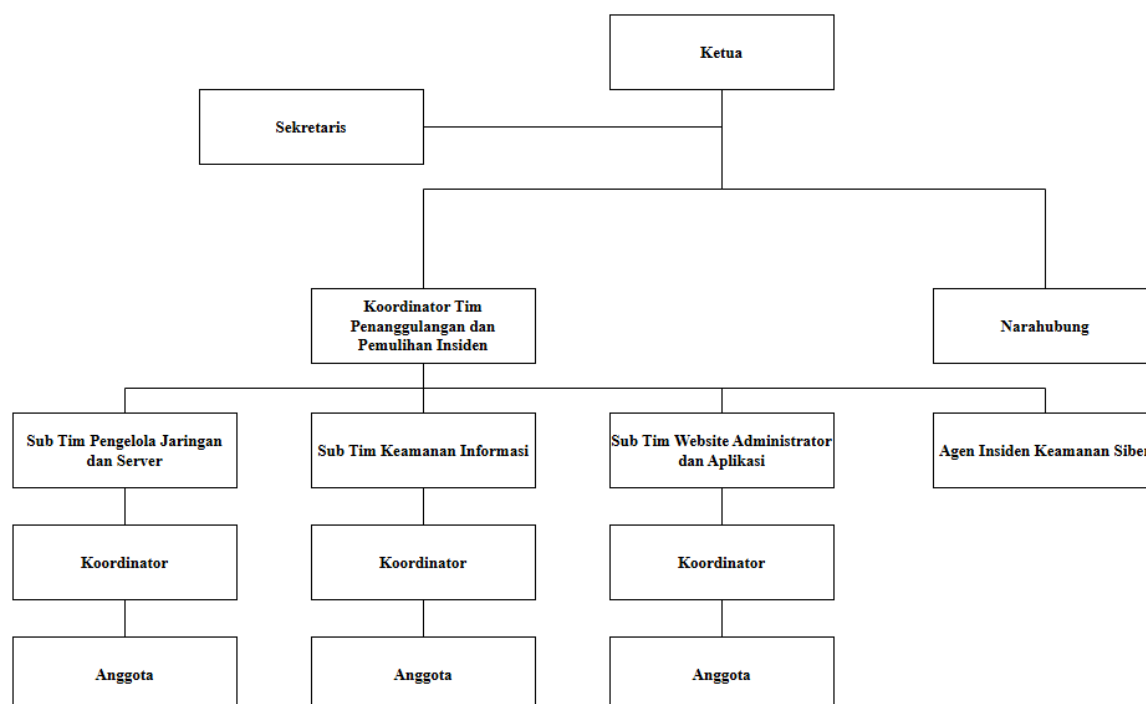 Ketua
Sekretaris
Koordinator Tim
Penanggulangan dan
Pemulihan Insiden
Narahubung
Sub Tim Pengelola Jaringan
dan Server
Sub Tim Keamanan Informasi
Sub Tim Website Administrator
dan Aplikasi
Agen Insiden Keamanan Siber
Koordinator
Koordinator
Koordinator
Anggota
Anggota
Anggota